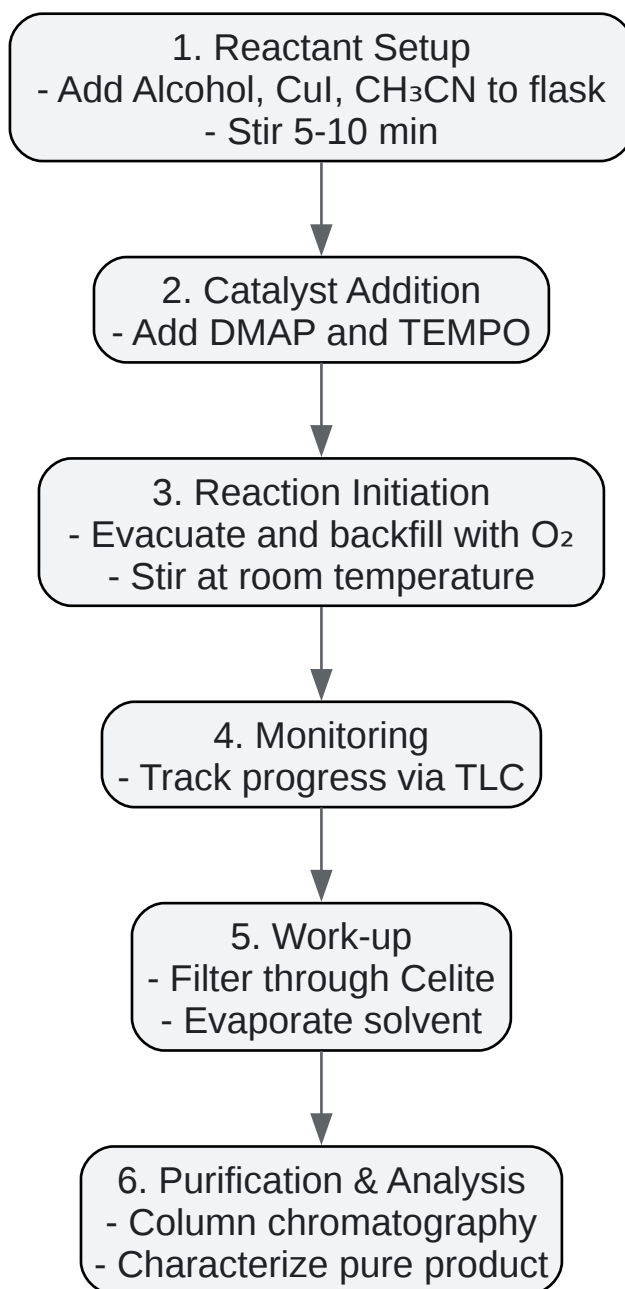 1. Reactant Setup
- Add Alcohol, CuI, CH₃CN to flask
- Stir 5-10 min
2. Catalyst Addition
- Add DMAP and TEMPO
3. Reaction Initiation
- Evacuate and backfill with O₂
- Stir at room temperature
4. Monitoring
- Track progress via TLC
5. Work-up
- Filter through Celite
- Evaporate solvent
6. Purification & Analysis
- Column chromatography
- Characterize pure product